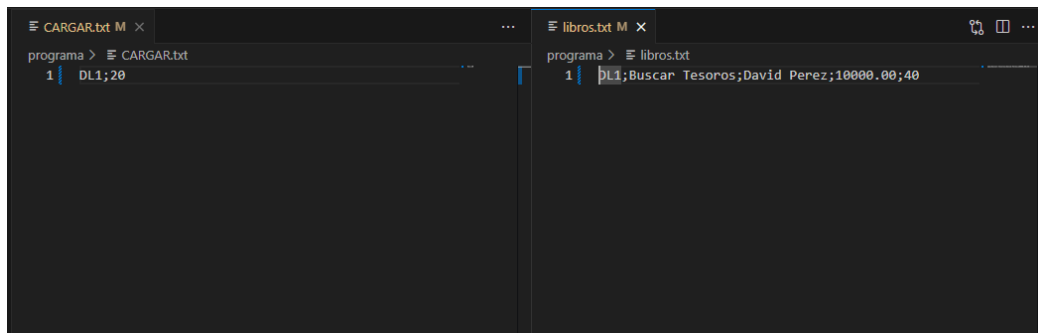 CARGAR.txt M
programa > CARGAR.txt
1 DL1;20
libros.txt M
programa > libros.txt
1 DL1;Buscar Tesoros;David Perez;10000.00;40